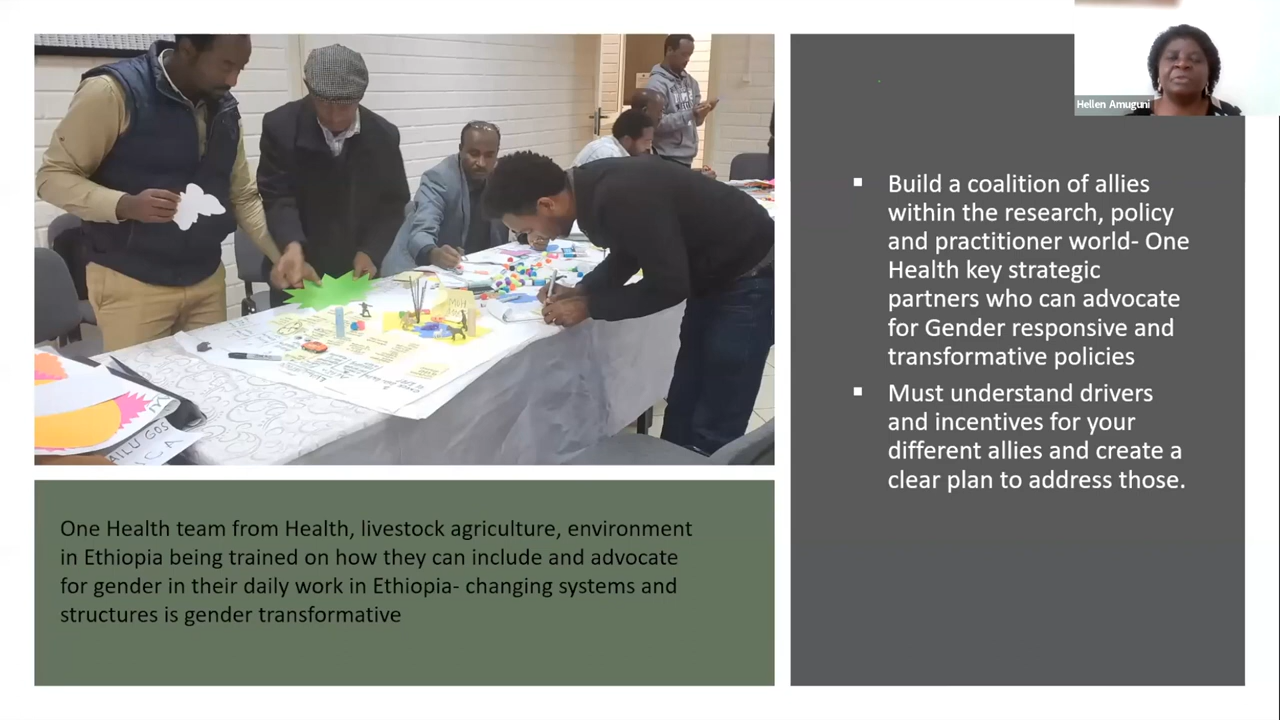 Hellen Amuguni
▪ Build a coalition of allies
within the research, policy
and practitioner world- One
Health key strategic
partners who can advocate
for Gender responsive and
transformative policies
▪ Must understand drivers
and incentives for your
different allies and create a
clear plan to address those.
One Health team from Health, livestock agriculture, environment
in Ethiopia being trained on how they can include and advocate
for gender in their daily work in Ethiopia- changing systems and
structures is gender transformative